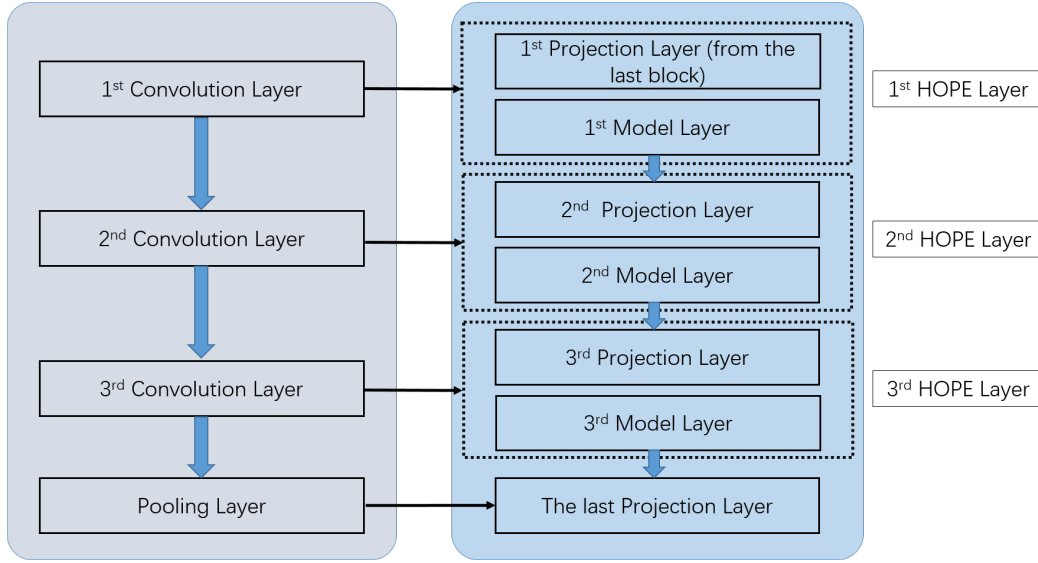 1st Convolution Layer
2nd Convolution Layer
3rd Convolution Layer
Pooling Layer
1st Projection Layer (from the
last block)
1st Model Layer
2nd Projection Layer
2nd Model Layer
3rd Projection Layer
3rd Model Layer
The last Projection Layer
1st HOPE Layer
2nd HOPE Layer
3rd HOPE Layer